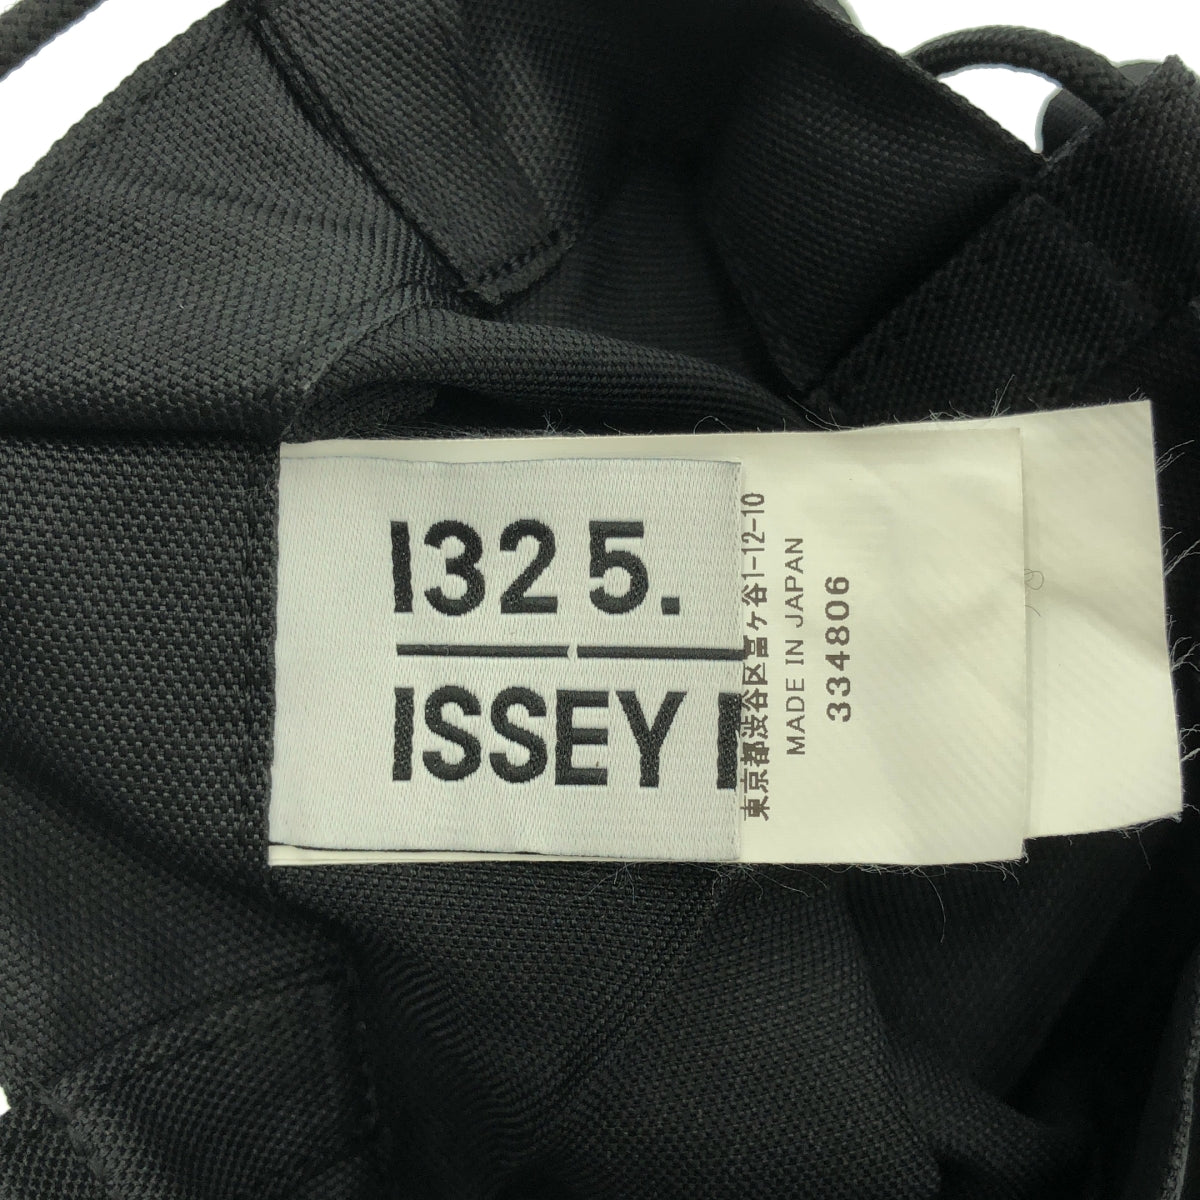 132 5.
ISSEY
東京都渋谷区富ヶ谷1-12-10
MADE IN JAPAN
334806